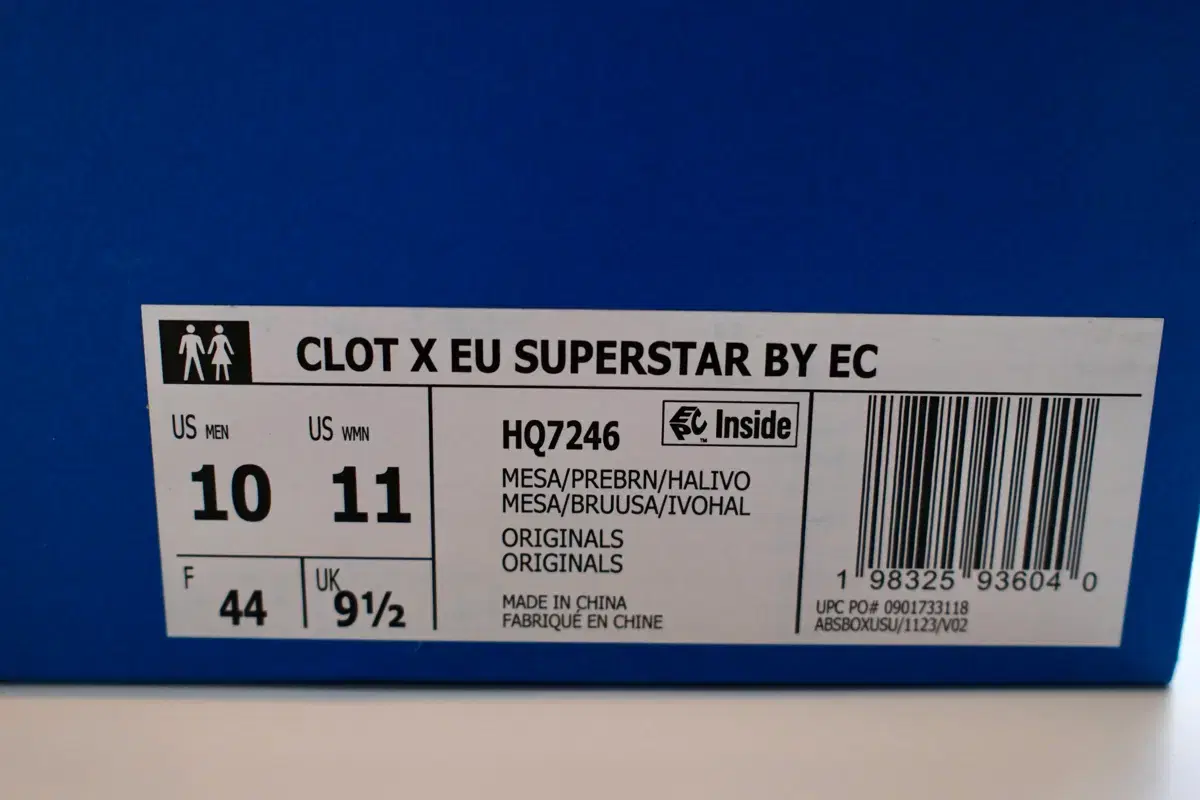 CLOT X EU SUPERSTAR BY EC
US MEN
10
US WMN
11
F
44
UK
9½
HQ7246
EPC™ Inside
MESA/PREBRN/HALIVO
MESA/BRUUSA/IVOHAL
ORIGINALS
ORIGINALS
MADE IN CHINA
FABRIQUÉ EN CHINE
1 98325 93604 0
UPC PO# 0901733118
ABSBOXUSU/1123/V02